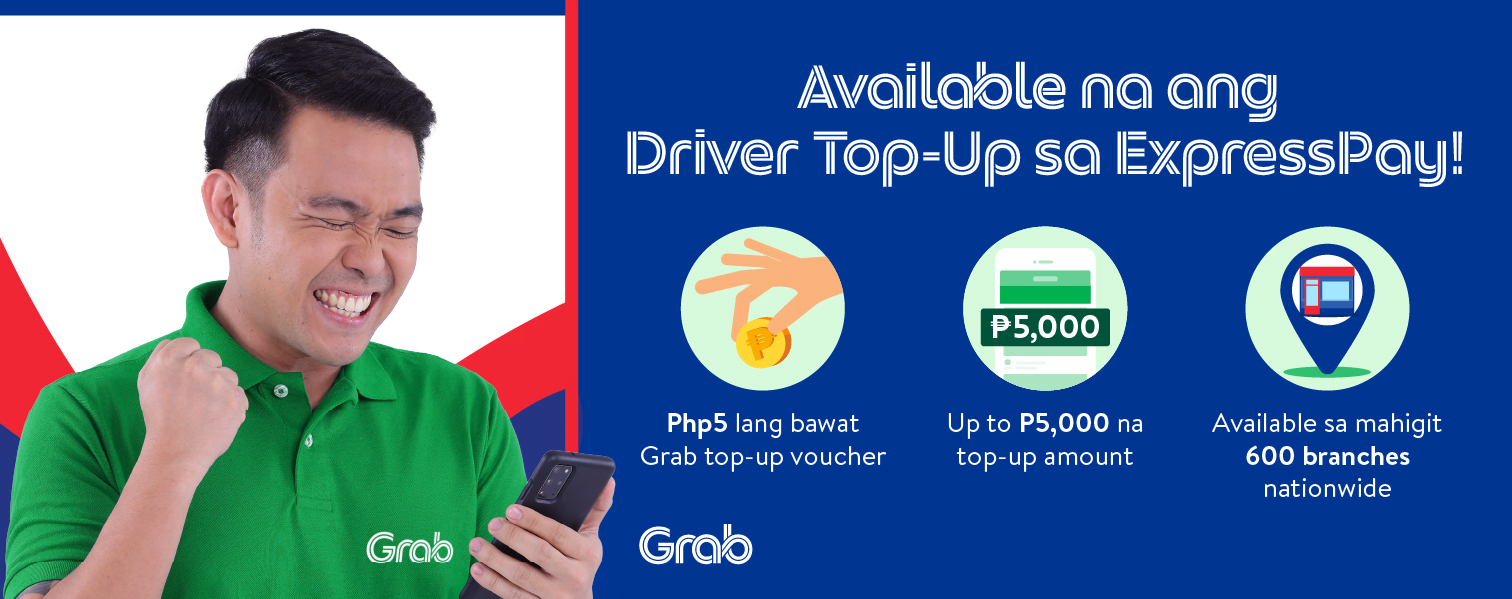 Available na ang
Driver Top-Up sa ExpressPay!
₱5,000
Php5 lang bawat
Grab top-up voucher
Up to P5,000 na
top-up amount
Available sa mahigit
600 branches
nationwide
Grab
Grab